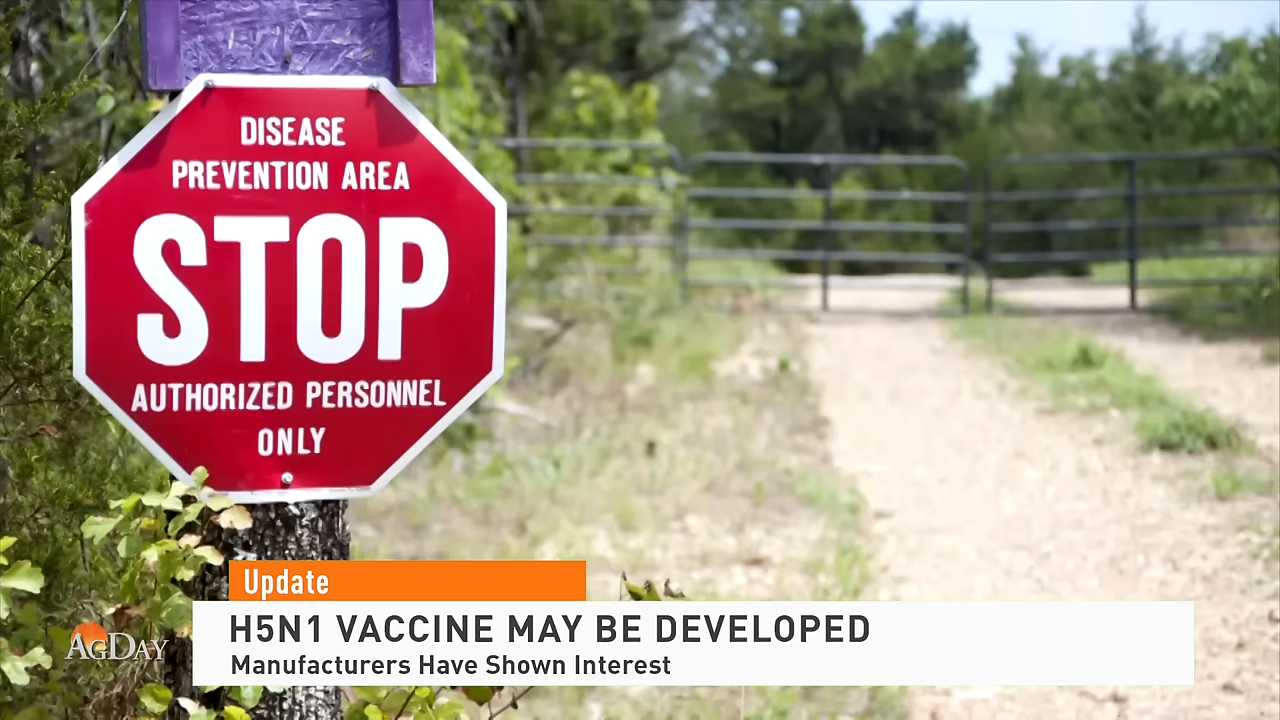 DISEASE
PREVENTION AREA
STOP
AUTHORIZED PERSONNEL
ONLY
Update
H5N1 VACCINE MAY BE DEVELOPED
Manufacturers Have Shown Interest
AGDAY